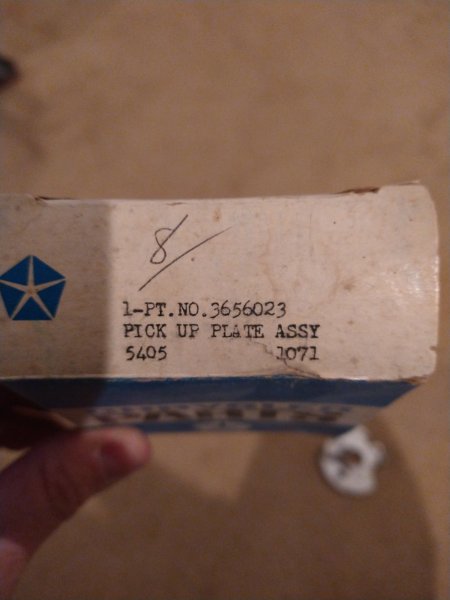 8/
1-PT.NO.3656023
PICK UP PLATE ASSY
5405 1071